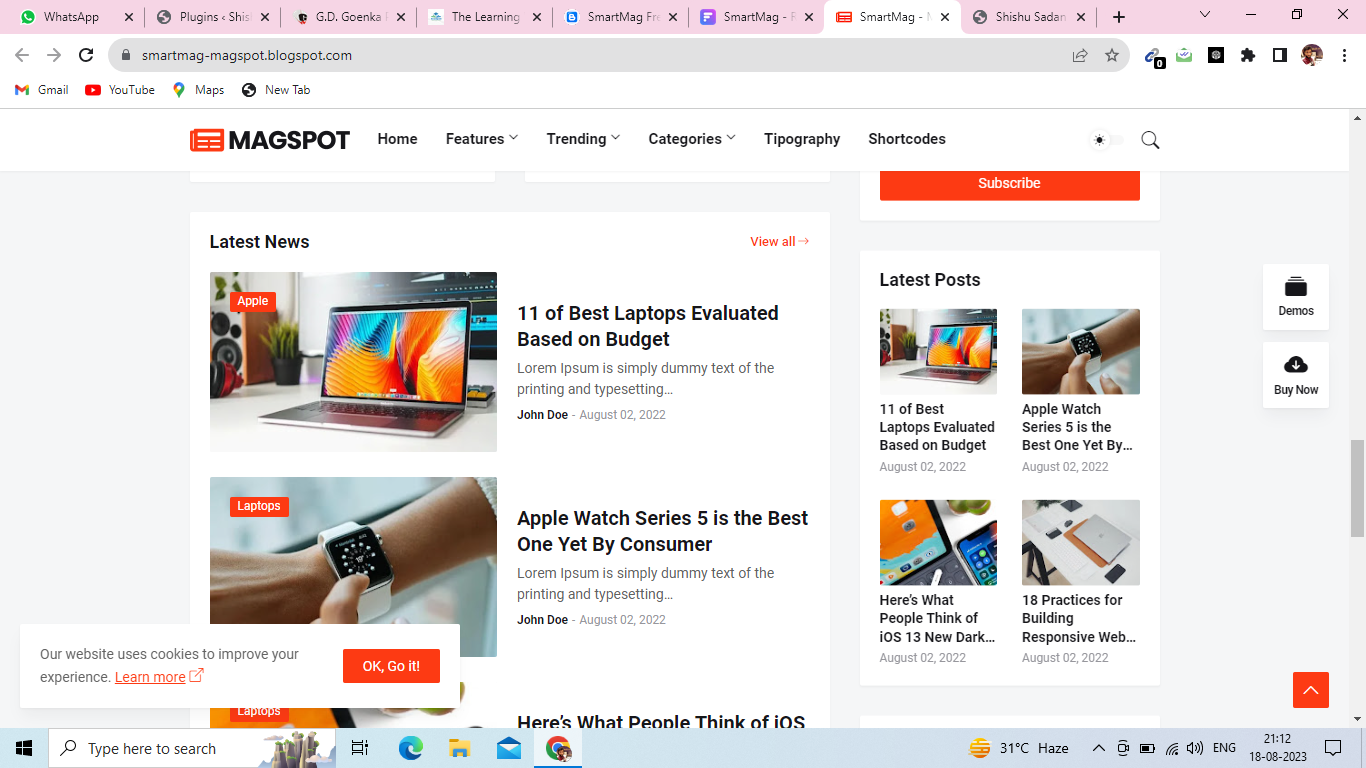 WhatsApp
Plugins ‹ Shis
G.D. Goenka P
The Learning
SmartMag Fre
SmartMag - R
SmartMag - M
Shishu Sadan
smartmag-magspot.blogspot.com
0
Gmail
YouTube
Maps
New Tab
MAGSPOT
Home
Features
Trending
Categories
Tipography
Shortcodes
Subscribe
Latest News
View all
Apple
11 of Best Laptops Evaluated
Based on Budget
Lorem Ipsum is simply dummy text of the
printing and typesetting…
John Doe - August 02, 2022
Laptops
Apple Watch Series 5 is the Best
One Yet By Consumer
Lorem Ipsum is simply dummy text of the
printing and typesetting…
John Doe - August 02, 2022
Laptops
Here’s What People Think of iOS
Latest Posts
11 of Best
Laptops Evaluated
Based on Budget
August 02, 2022
Apple Watch
Series 5 is the
Best One Yet By…
August 02, 2022
Here’s What
People Think of
iOS 13 New Dark…
August 02, 2022
18 Practices for
Building
Responsive Web…
August 02, 2022
Demos
Buy Now
Our website uses cookies to improve your
experience. Learn more
OK, Go it!
Type here to search
31°C Haze
ENG
21:12
18-08-2023